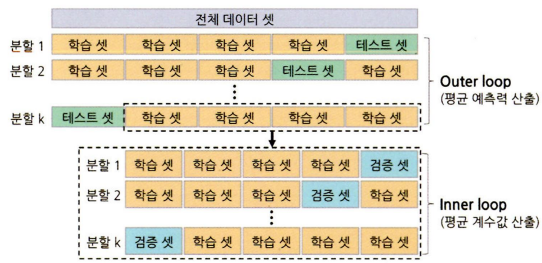 전체 데이터 셋
분할 1 학습 셋 학습 셋 학습 셋 학습 셋 테스트 셋
분할 2 학습 셋 학습 셋 학습 셋 테스트 셋 학습 셋
Outer loop
(평균 예측력 산출)
분할 k 테스트 셋 학습 셋 학습 셋 학습 셋 학습 셋
분할 1 학습 셋 학습 셋 학습 셋 학습 셋 검증 셋
분할 2 학습 셋 학습 셋 학습 셋 검증 셋 학습 셋
Inner loop
(평균 계수값 산출)
분할 k 검증 셋 학습 셋 학습 셋 학습 셋 학습 셋